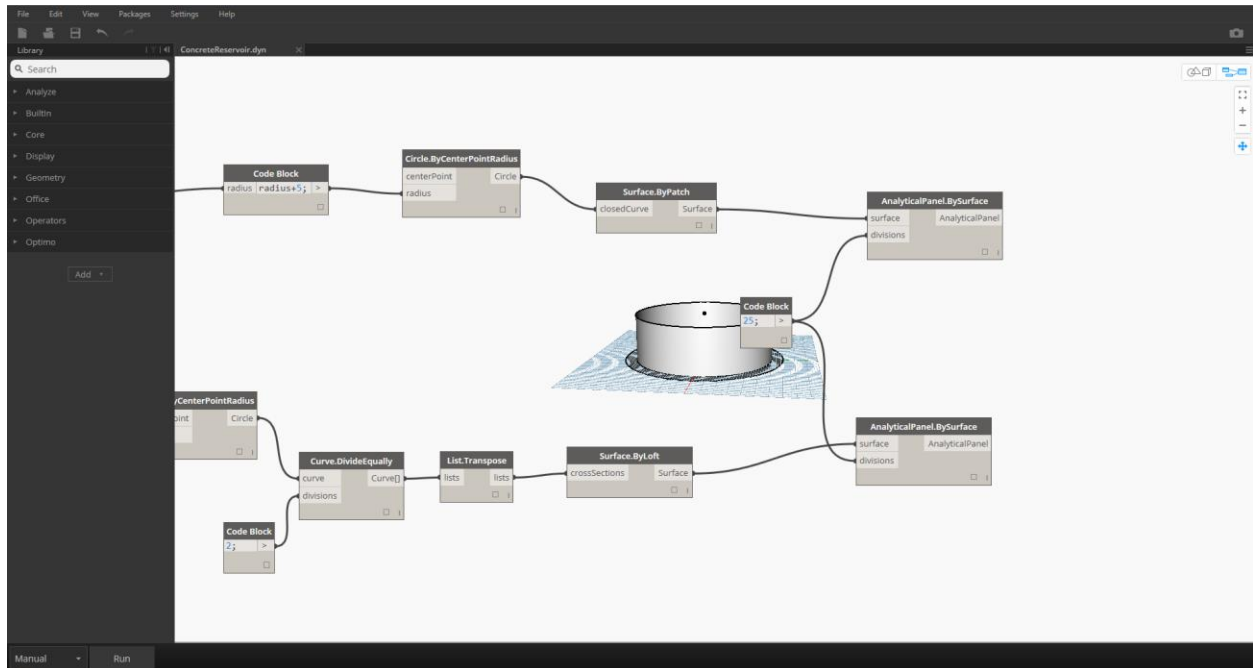 File Edit View Packages Settings Help
Library
ConcreteReservoir.dyn
Search
Analyze
BuiltIn
Core
Display
Geometry
Office
Operators
Optimo
Add
Code Block
radius radius+5; >
Circle.ByCenterPointRadius
centerPoint Circle
radius
Surface.ByPatch
closedCurve Surface
AnalyticalPanel.BySurface
surface AnalyticalPanel
divisions
Code Block
25; >
yCenterPointRadius
oint Circle
Curve.DivideEqually
curve Curve[]
divisions
List.Transpose
lists lists
Surface.ByLoft
crossSections Surface
AnalyticalPanel.BySurface
surface AnalyticalPanel
divisions
Code Block
2; >
Manual Run